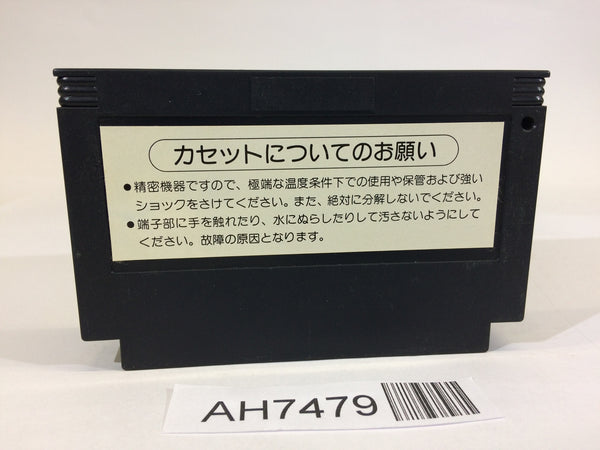 カセットについてのお願い
●精密機器ですので、極端な温度条件下での使用や保管および強い
ショックをさけてください。また、絶対に分解しないでください。
●端子部に手を触れたり、水にぬらしたりして汚さないようにして
ください。故障の原因となります。
AH7479